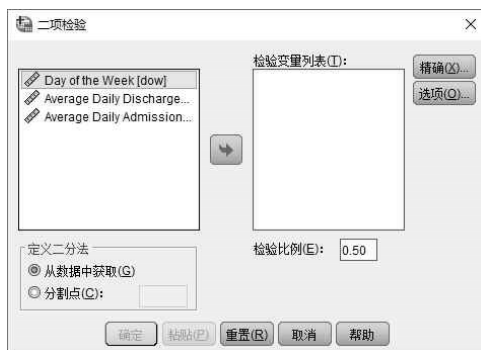 二项检验
检验变量列表(T):
精确(X)...
选项(O)...
Day of the Week [dow]
Average Daily Discharge...
Average Daily Admission...
定义二分法
从数据中获取(G)
分割点(C):
检验比例(E): 0.50
确定 粘贴(P) 重置(R) 取消 帮助